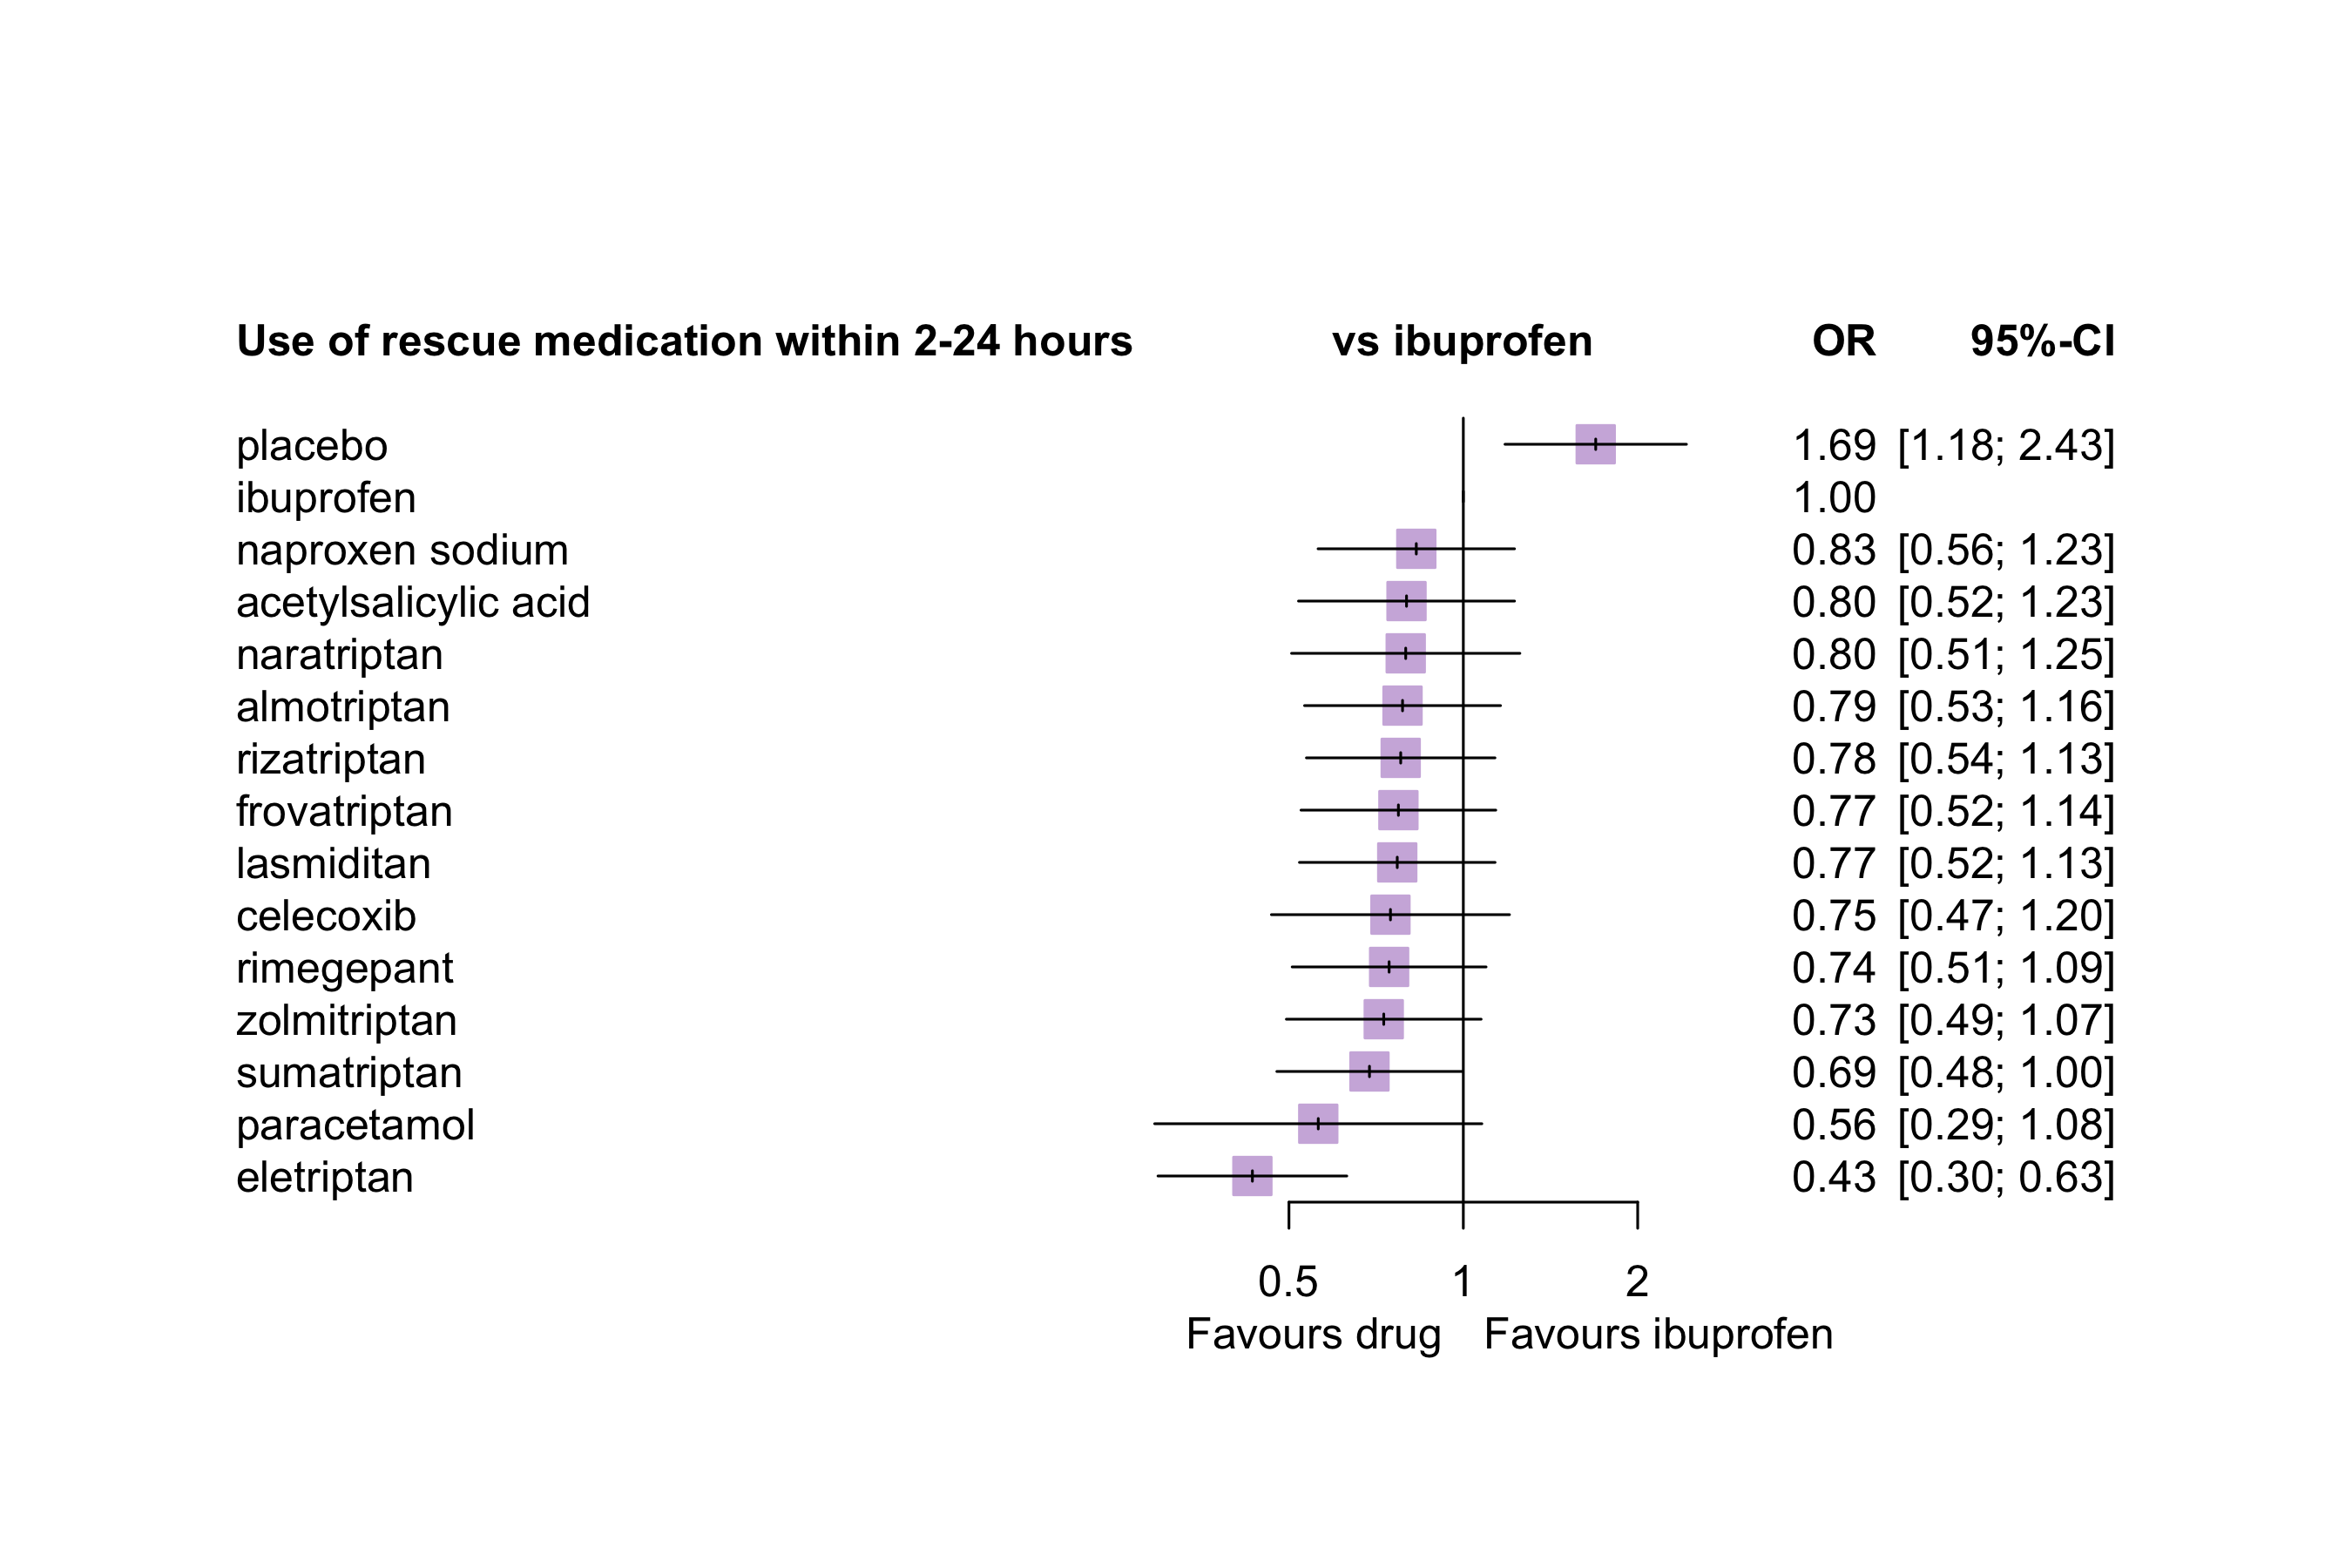 Use of rescue medication within 2-24 hours vs ibuprofen OR 95%-CI
placebo 1.69 [1.18; 2.43]
ibuprofen 1.00
naproxen sodium 0.83 [0.56; 1.23]
acetylsalicylic acid 0.80 [0.52; 1.23]
naratriptan 0.80 [0.51; 1.25]
almotriptan 0.79 [0.53; 1.16]
rizatriptan 0.78 [0.54; 1.13]
frovatriptan 0.77 [0.52; 1.14]
lasmiditan 0.77 [0.52; 1.13]
celecoxib 0.75 [0.47; 1.20]
rimegepant 0.74 [0.51; 1.09]
zolmitriptan 0.73 [0.49; 1.07]
sumatriptan 0.69 [0.48; 1.00]
paracetamol 0.56 [0.29; 1.08]
eletriptan 0.43 [0.30; 0.63]
0.5 1 2
Favours drug Favours ibuprofen